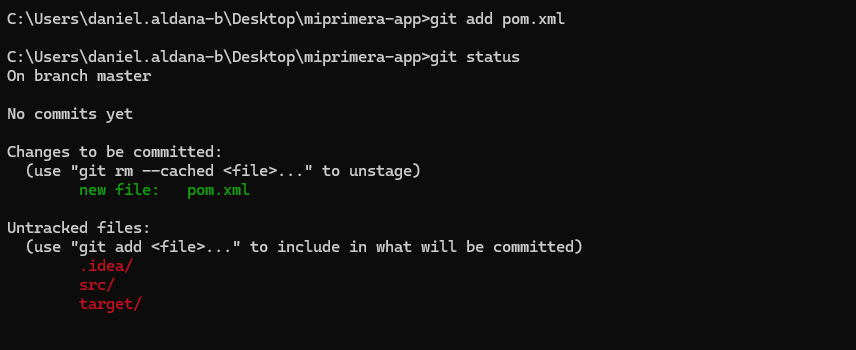 C:\Users\daniel.aldana-b\Desktop\miprimera-app>git add pom.xml
C:\Users\daniel.aldana-b\Desktop\miprimera-app>git status
On branch master
No commits yet
Changes to be committed:
(use "git rm --cached <file>..." to unstage)
new file:   pom.xml
Untracked files:
(use "git add <file>..." to include in what will be committed)
.idea/
src/
target/